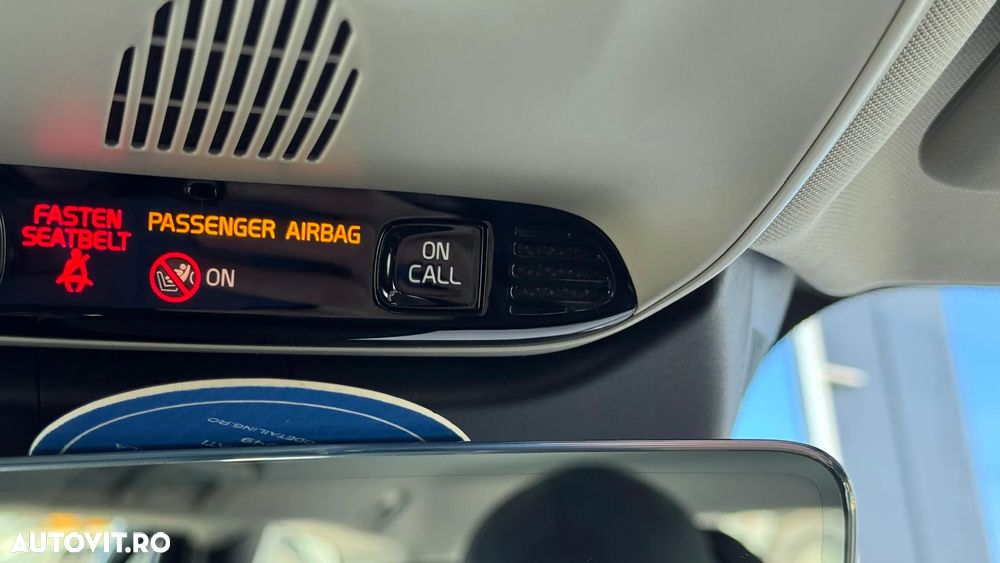 FASTEN
SEATBELT
PASSENGER AIRBAG
ON
ON
CALL
AUTOVIT.RO